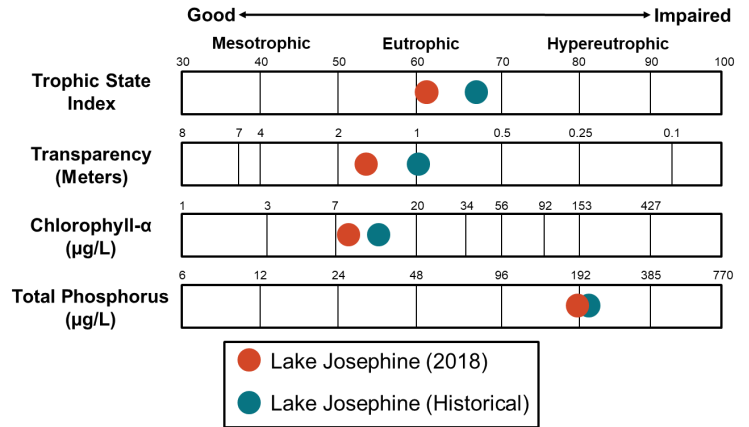 Good Impaired
Mesotrophic Eutrophic Hypereutrophic
30 40 50 60 70 80 90 100
Trophic State
Index
8 7 4 2 1 0.5 0.25 0.1
Transparency
(Meters)
1 3 7 20 34 56 92 153 427
Chlorophyll-α
(µg/L)
6 12 24 48 96 192 385 770
Total Phosphorus
(µg/L)
Lake Josephine (2018)
Lake Josephine (Historical)